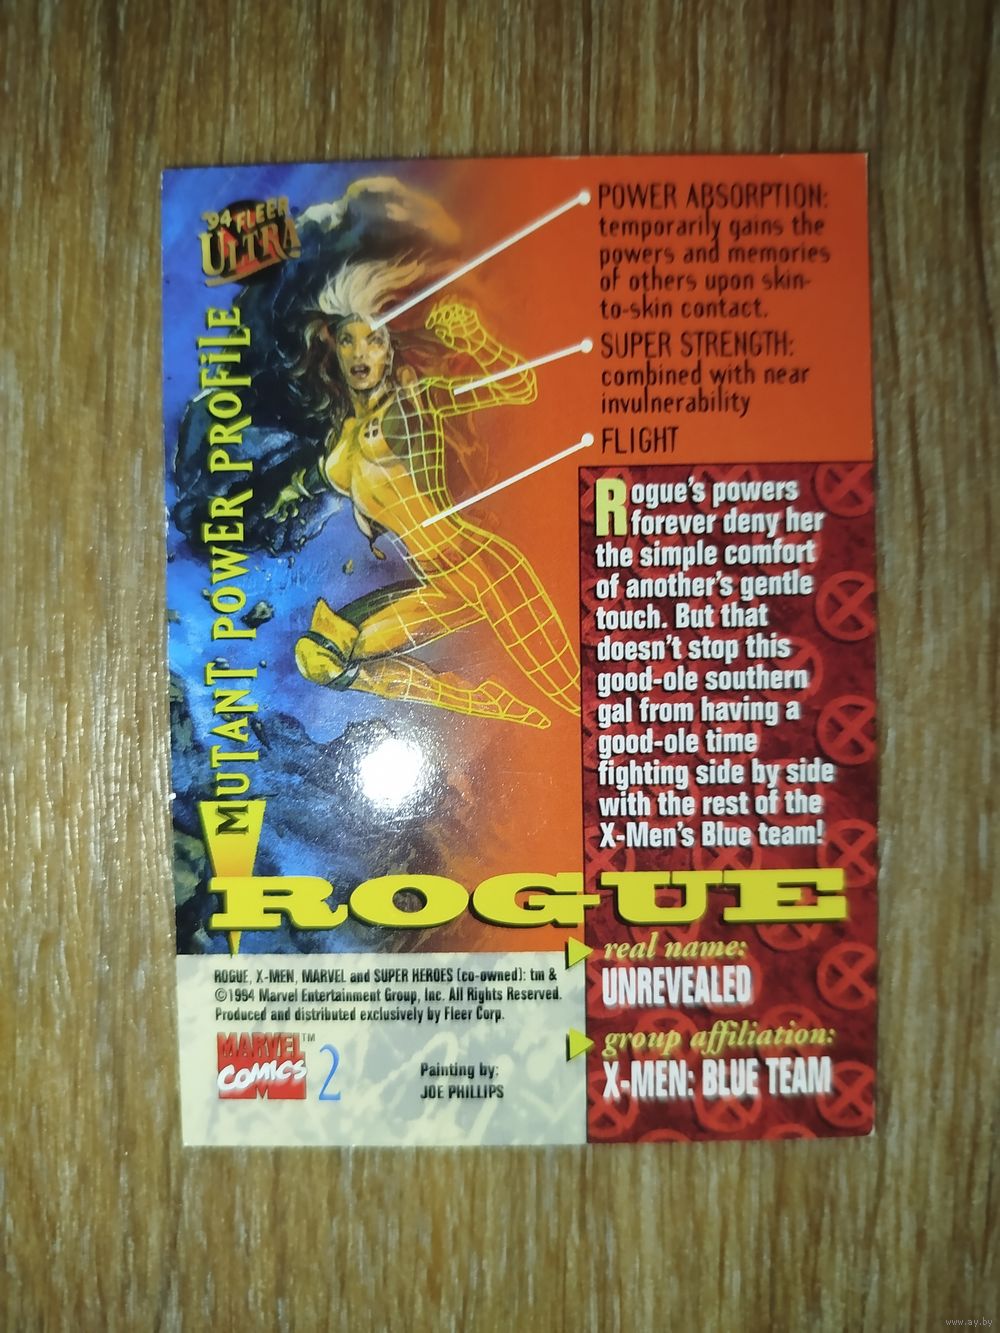 '94 FLEER
ULTRA
MUTANT POWER PROFILE
POWER ABSORPTION:
temporarily gains the
powers and memories
of others upon skin-
to-skin contact.
SUPER STRENGTH:
combined with near
invulnerability
FLIGHT
Rogue's powers
forever deny her
the simple comfort
of another's gentle
touch. But that
doesn't stop this
good-ole southern
gal from having a
good-ole time
fighting side by side
with the rest of the
X-Men's Blue team!
ROGUE
real name:
UNREVEALED
group affiliation:
X-MEN: BLUE TEAM
ROGUE, X-MEN, MARVEL and SUPER HEROES (co-owned): tm &
©1994 Marvel Entertainment Group, Inc. All Rights Reserved.
Produced and distributed exclusively by Fleer Corp.
MARVEL™
COMICS
M
2
Painting by:
JOE PHILLIPS
www.ay.by